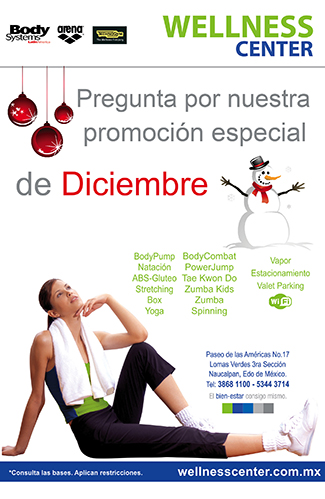 Body Systems
arena
WELLNESS
CENTER
Pregunta por nuestra
promoción especial
de Diciembre
BodyPump
Natación
ABS-Gluteo
Stretching
Box
Yoga
BodyCombat
PowerJump
Tae Kwon Do
Zumba Kids
Zumba
Spinning
Vapor
Estacionamiento
Valet Parking
WiFi
Paseo de las Américas No.17
Lomas Verdes 3ra Sección
Naucalpan, Edo de México.
Tel: 3868 1100 - 5344 3714
El bien-estar consigo mismo.
*Consulta las bases. Aplican restricciones.
wellnesscenter.com.mx